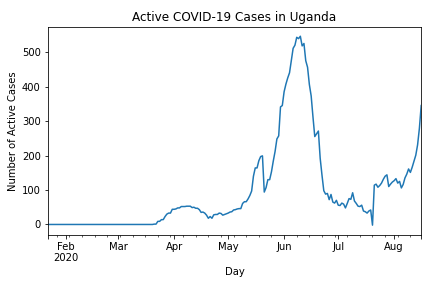 Active COVID-19 Cases in Uganda
500
400
300
200
100
0
Number of Active Cases
Feb Mar Apr May Jun Jul Aug
2020
Day